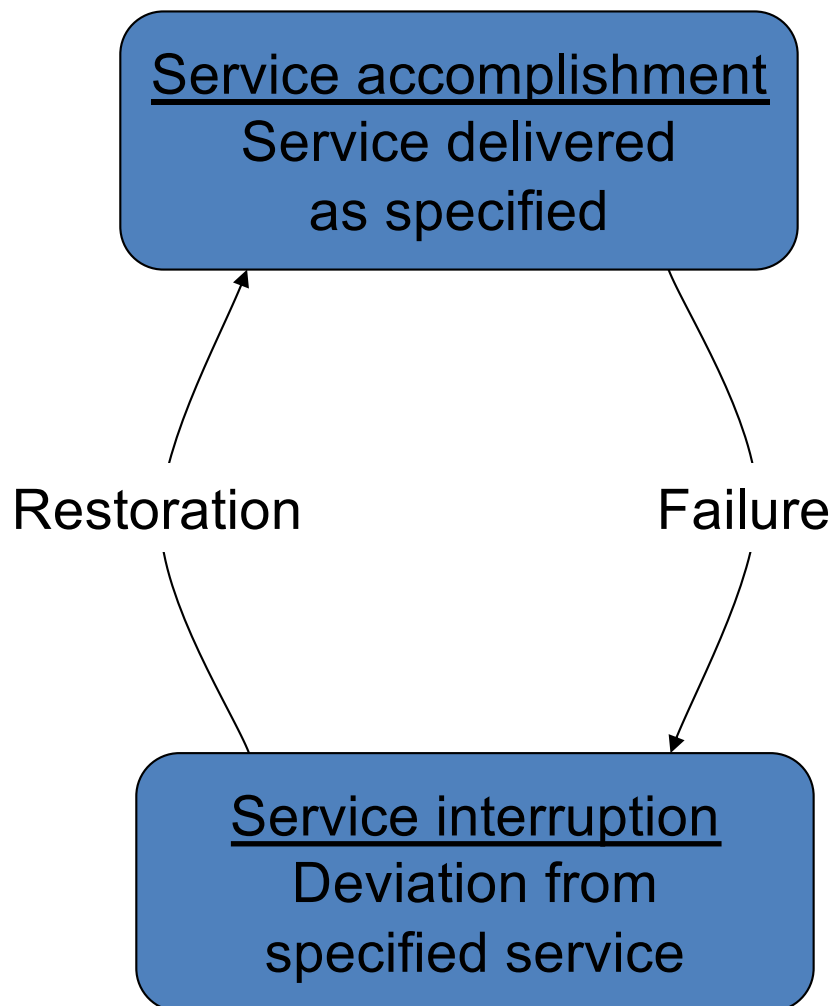 Service accomplishment
Service delivered
as specified
Restoration
Failure
Service interruption
Deviation from
specified service